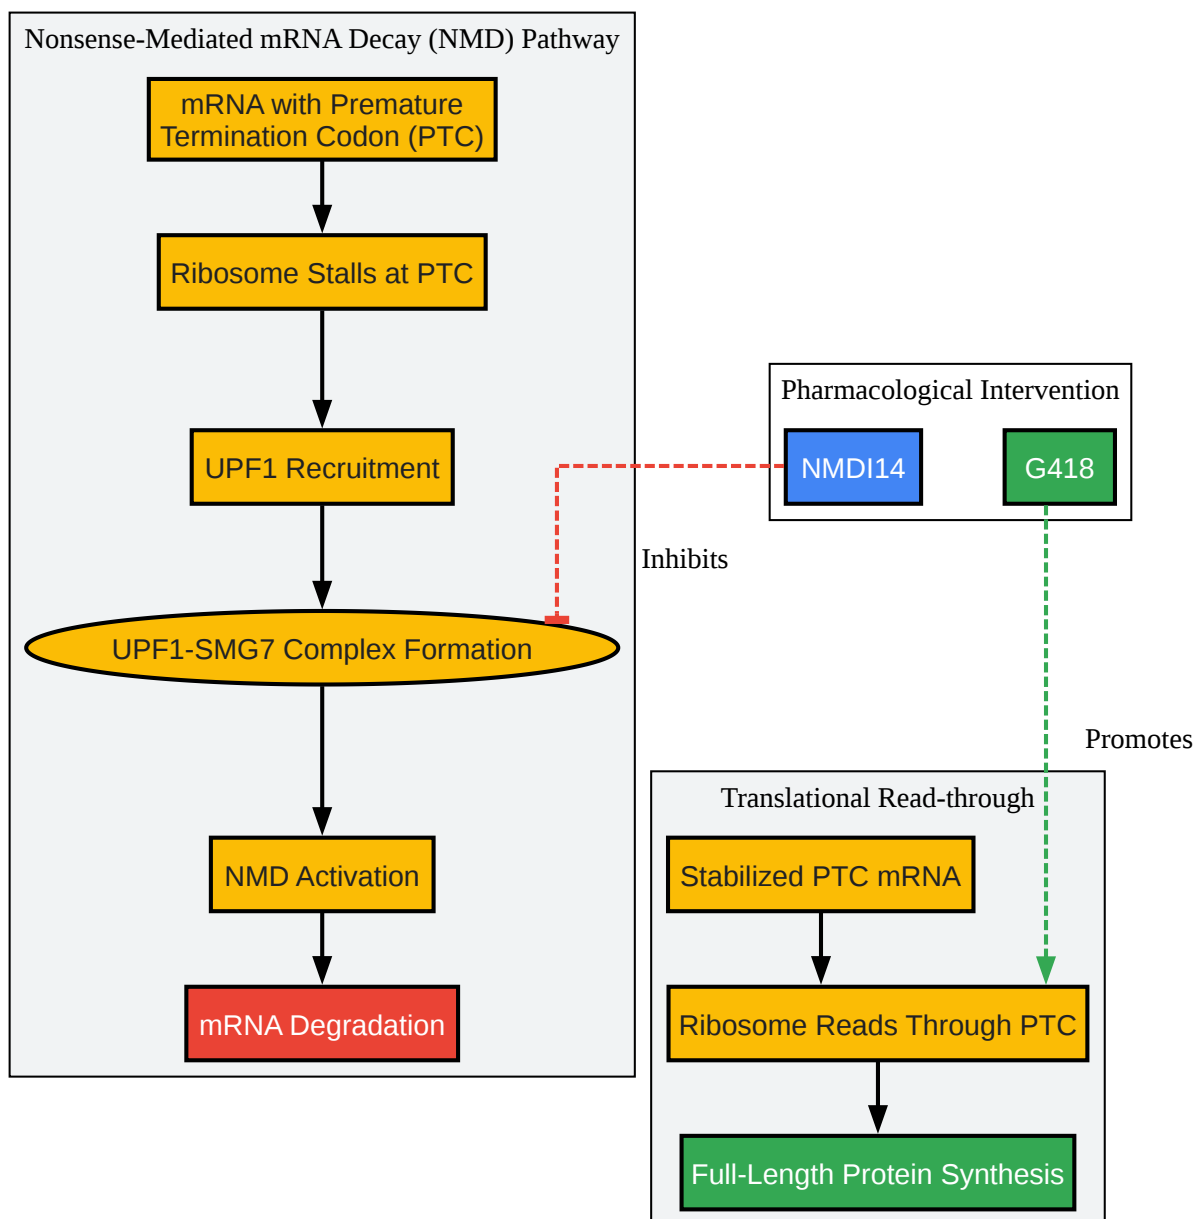 Nonsense-Mediated mRNA Decay (NMD) Pathway
mRNA with Premature
Termination Codon (PTC)
Ribosome Stalls at PTC
UPF1 Recruitment
UPF1-SMG7 Complex Formation
NMD Activation
mRNA Degradation
Pharmacological Intervention
NMDI14
G418
Inhibits
Promotes
Translational Read-through
Stabilized PTC mRNA
Ribosome Reads Through PTC
Full-Length Protein Synthesis